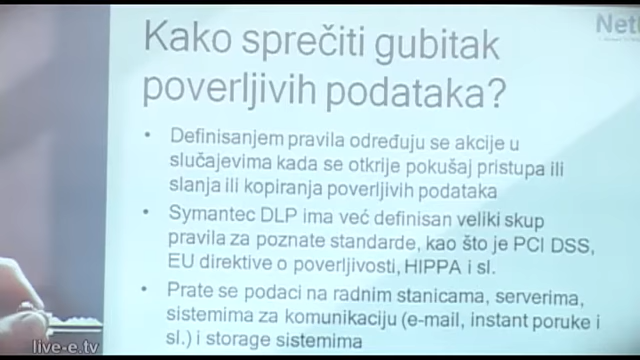 Netl
Kako sprečiti gubitak
poverljivih podataka?
• Definisanjem pravila određuju se akcije u
slučajevima kada se otkrije pokušaj pristupa ili
slanja ili kopiranja poverljivih podataka
• Symantec DLP ima već definisan veliki skup
pravila za poznate standarde, kao što je PCI DSS,
EU direktive o poverljivosti, HIPPA i sl.
• Prate se podaci na radnim stanicama, serverima,
sistemima za komunikaciju (e-mail, instant poruke i
sl.) i storage sistemima
live-e.tv